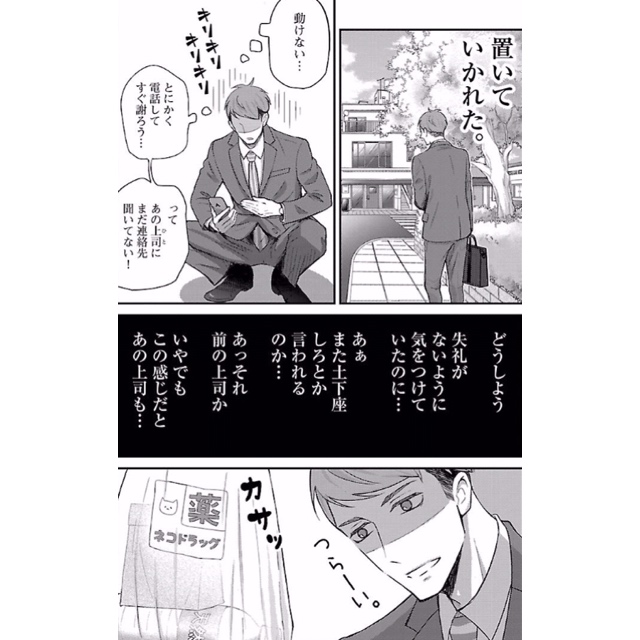 置いて
いかれた。
動けない…
キリキリ
キリキリ
とにかく
電話して
すぐ謝ろう…
って
あの上司に
ひと
まだ連絡先
聞いてない！
どうしよう
失礼が
ないように
気をつけて
いたのに…
あぁ
また土下座
しろとか
言われる
のか…
あっそれ
前の上司か
いやでも
この感じだと
あの上司も…
つらーい。
カサッ
薬
ネコドラッグ